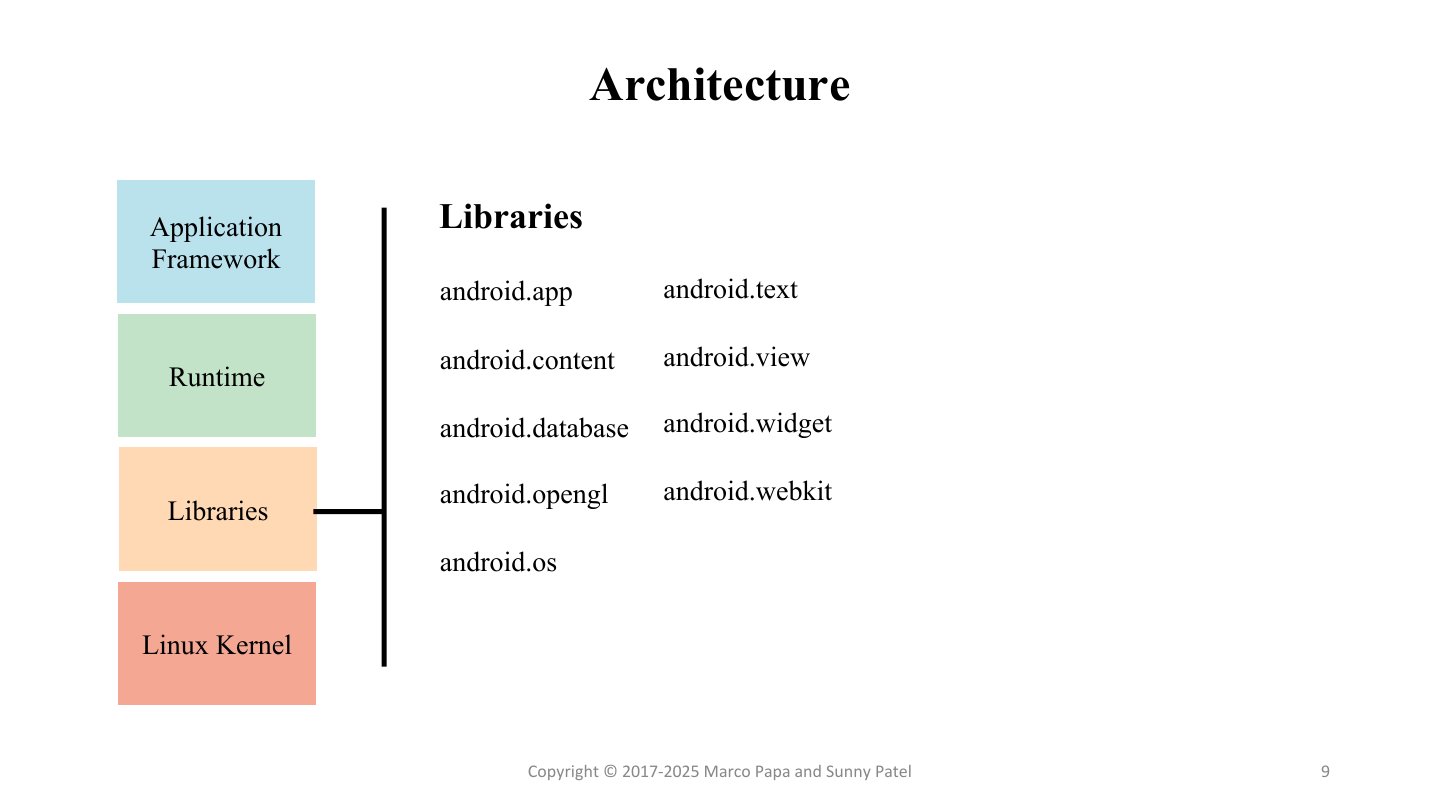 Architecture
Application
Framework
Runtime
Libraries
Linux Kernel
Libraries
android.app
android.content
android.database
android.opengl
android.os
android.text
android.view
android.widget
android.webkit
Copyright © 2017-2025 Marco Papa and Sunny Patel
9